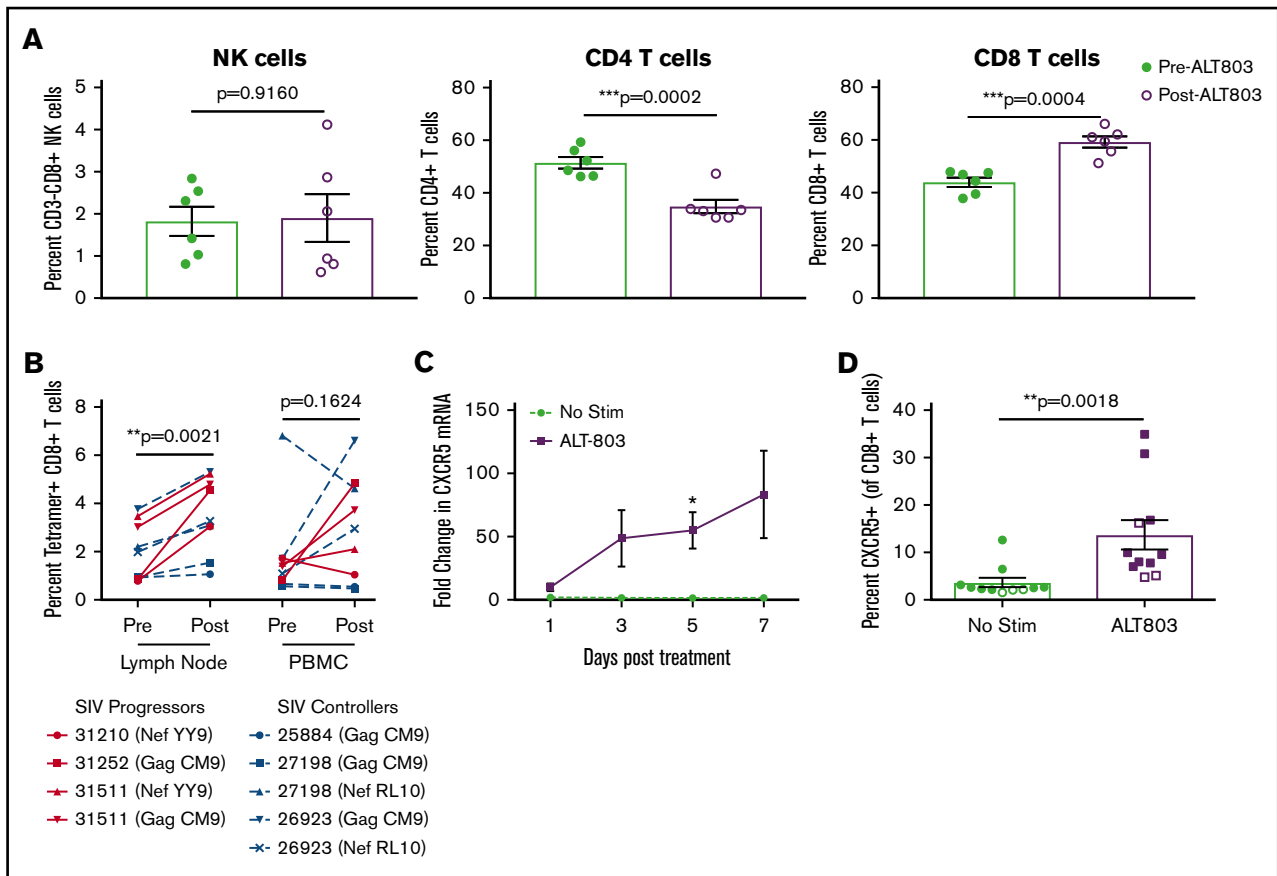 A
NK cells
CD4 T cells
CD8 T cells
Pre-ALT803
Post-ALT803
Percent CD3-CD8+ NK cells
5
4
3
2
1
0
p=0.9160
Percent CD4+ T cells
80
60
40
20
0
***p=0.0002
Percent CD8+ T cells
80
60
40
20
0
***p=0.0004
B
Percent Tetramer+ CD8+ T cells
8
6
4
2
0
**p=0.0021
p=0.1624
Pre Post Pre Post
Lymph Node PBMC
SIV Progressors
31210 (Nef YY9)
31252 (Gag CM9)
31511 (Nef YY9)
31511 (Gag CM9)
SIV Controllers
25884 (Gag CM9)
27198 (Gag CM9)
27198 (Nef RL10)
26923 (Gag CM9)
26923 (Nef RL10)
C
Fold Change in CXCR5 mRNA
150
100
50
0
No Stim
ALT-803
*
1 3 5 7
Days post treatment
D
Percent CXCR5+ (of CD8+ T cells)
40
30
20
10
0
**p=0.0018
No Stim ALT803